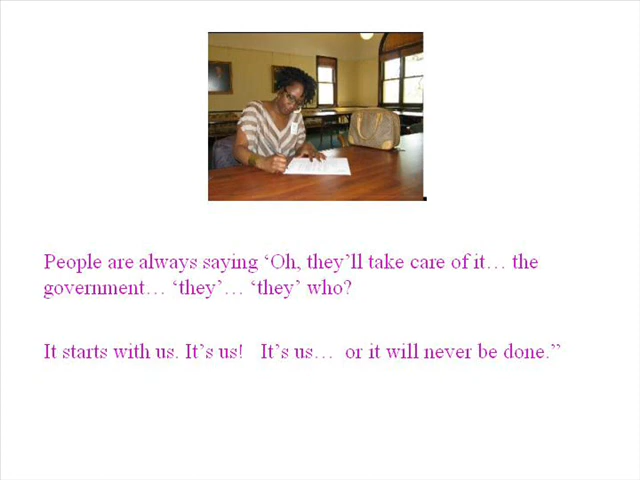 People are always saying ‘Oh, they’ll take care of it… the
government… ‘they’… ‘they’ who?
It starts with us. It’s us!   It’s us…  or it will never be done.”